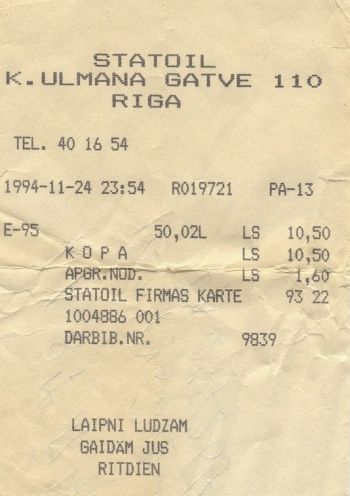 STATOIL
K.ULMANA GATVE 110
RIGA
TEL. 40 16 54
1994-11-24 23:54 R019721 PA-13
E-95 50,02L LS 10,50
K O P A LS 10,50
APGR.NOD. LS 1,60
STATOIL FIRMAS KARTE 93 22
1004886 001
DARBIB.NR. 9839
LAIPNI LUDZAM
GAIDĀM JUS
RITDIEN